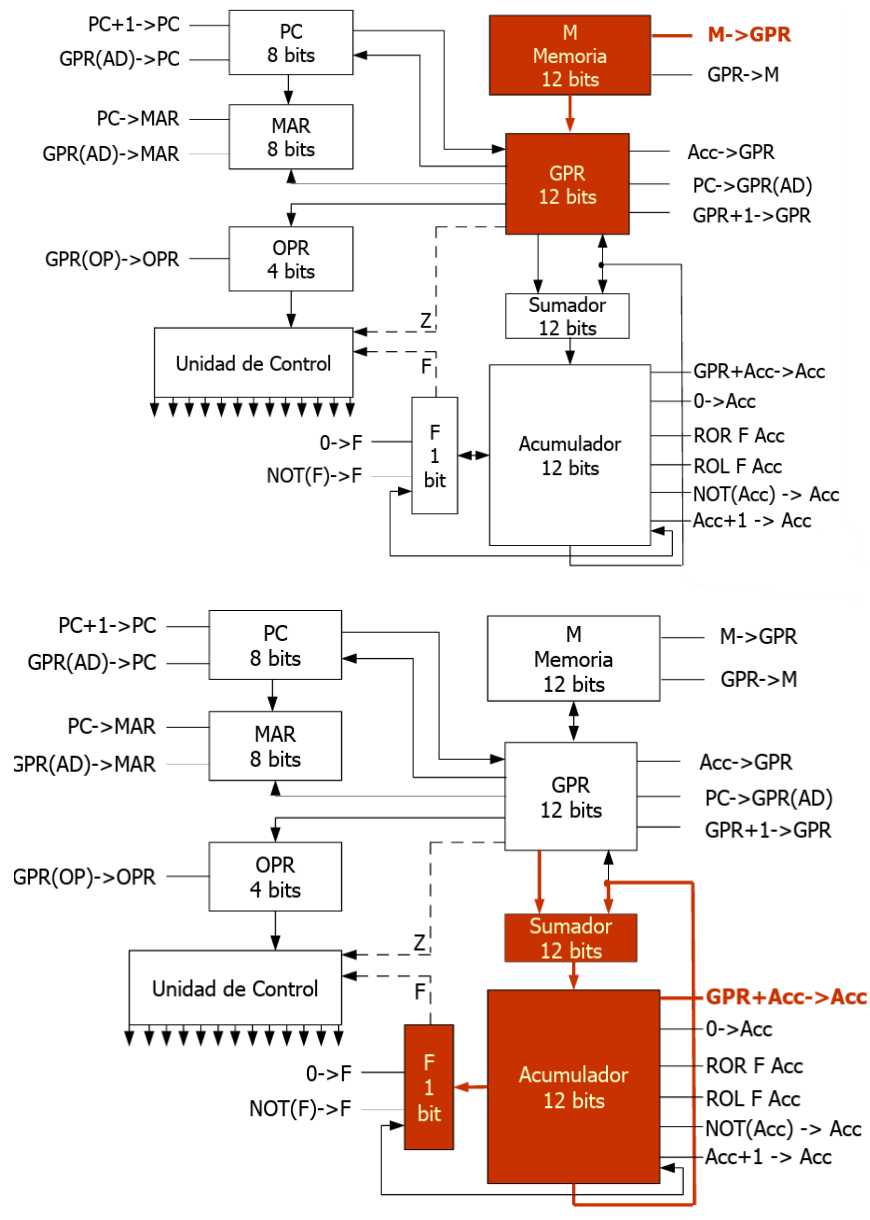 PC+1->PC
GPR(AD)->PC
PC
8 bits
M
Memoria
12 bits
M->GPR
GPR->M
PC->MAR
GPR(AD)->MAR
MAR
8 bits
GPR
12 bits
Acc->GPR
PC->GPR(AD)
GPR+1->GPR
GPR(OP)->OPR
OPR
4 bits
Sumador
12 bits
Z
F
Unidad de Control
0->F
NOT(F)->F
F
1
bit
Acumulador
12 bits
GPR+Acc->Acc
0->Acc
ROR F Acc
ROL F Acc
NOT(Acc) -> Acc
Acc+1 -> Acc
PC+1->PC
GPR(AD)->PC
PC
8 bits
M
Memoria
12 bits
M->GPR
GPR->M
PC->MAR
GPR(AD)->MAR
MAR
8 bits
GPR
12 bits
Acc->GPR
PC->GPR(AD)
GPR+1->GPR
GPR(OP)->OPR
OPR
4 bits
Sumador
12 bits
Z
F
Unidad de Control
0->F
NOT(F)->F
F
1
bit
Acumulador
12 bits
GPR+Acc->Acc
0->Acc
ROR F Acc
ROL F Acc
NOT(Acc) -> Acc
Acc+1 -> Acc